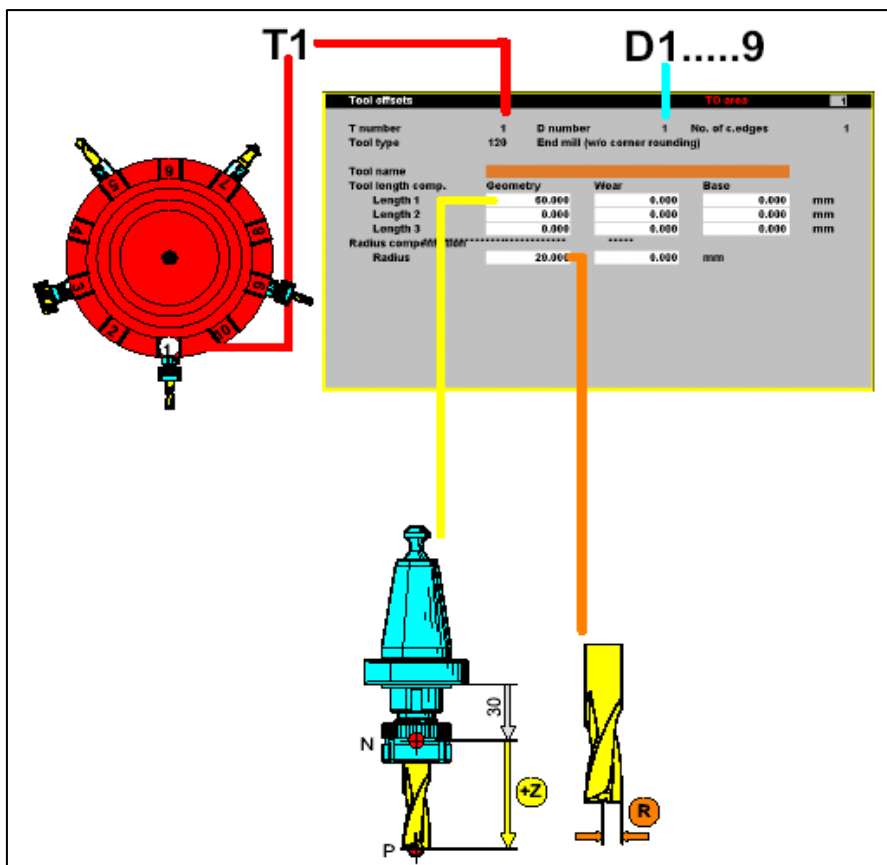 T1 D1.....9
Tool offsets TO area 1
T number 1 D number 1 No. of c.edges 1
Tool type 120 End mill (w/o corner rounding)
Tool name
Tool length comp. Geometry Wear Base
Length 1 60.000 0.000 0.000 mm
Length 2 0.000 0.000 0.000 mm
Length 3 0.000 0.000 0.000 mm
Radius
Radius 20.000 0.000 mm
6
5 7
4 8
3 9
2 10
1
30
N
+Z
R
P